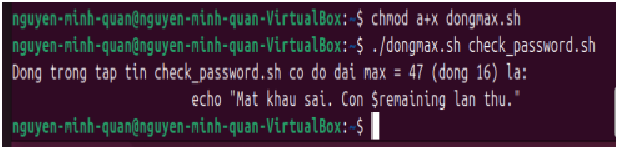 nguyen-minh-quan@nguyen-minh-quan-VirtualBox:~$ chmod a+x dongmax.sh
nguyen-minh-quan@nguyen-minh-quan-VirtualBox:~$ ./dongmax.sh check_password.sh
Dong trong tap tin check_password.sh co do dai max = 47 (dong 16) la:
echo "Mat khau sai. Con $remaining lan thu."
nguyen-minh-quan@nguyen-minh-quan-VirtualBox:~$